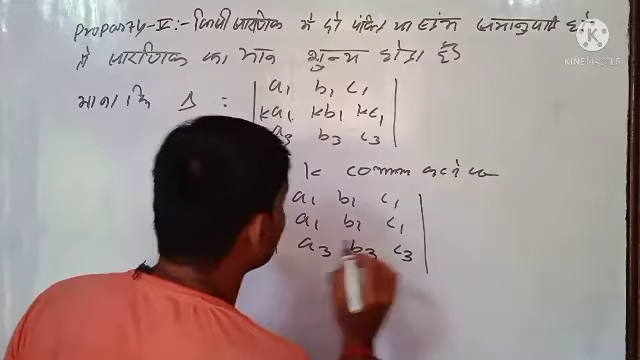 Property-IV:- किसी सारणिक में दो पंक्ति या स्तंभ समानुपाती हो
तो सारणिक का मान शून्य होता है
माना कि Δ = | a₁ b₁ c₁ |
| ka₁ kb₁ kc₁ |
| a₃ b₃ c₃ |
k common करने पर
a₁ b₁ c₁ |
a₁ b₁ c₁ |
a₃ b₃ c₃ |
KINEMASTER